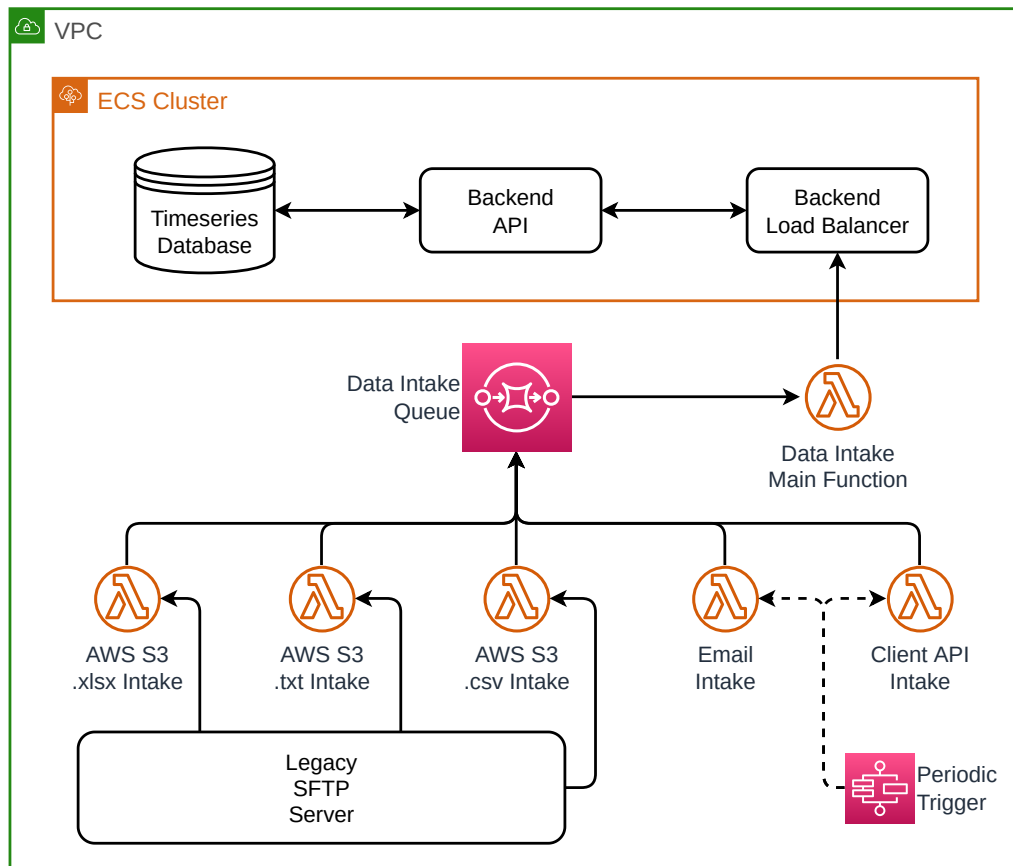 VPC
ECS Cluster
Timeseries
Database
Backend
API
Backend
Load Balancer
Data Intake
Queue
Data Intake
Main Function
AWS S3
.xlsx Intake
AWS S3
.txt Intake
AWS S3
.csv Intake
Email
Intake
Client API
Intake
Legacy
SFTP
Server
Periodic
Trigger